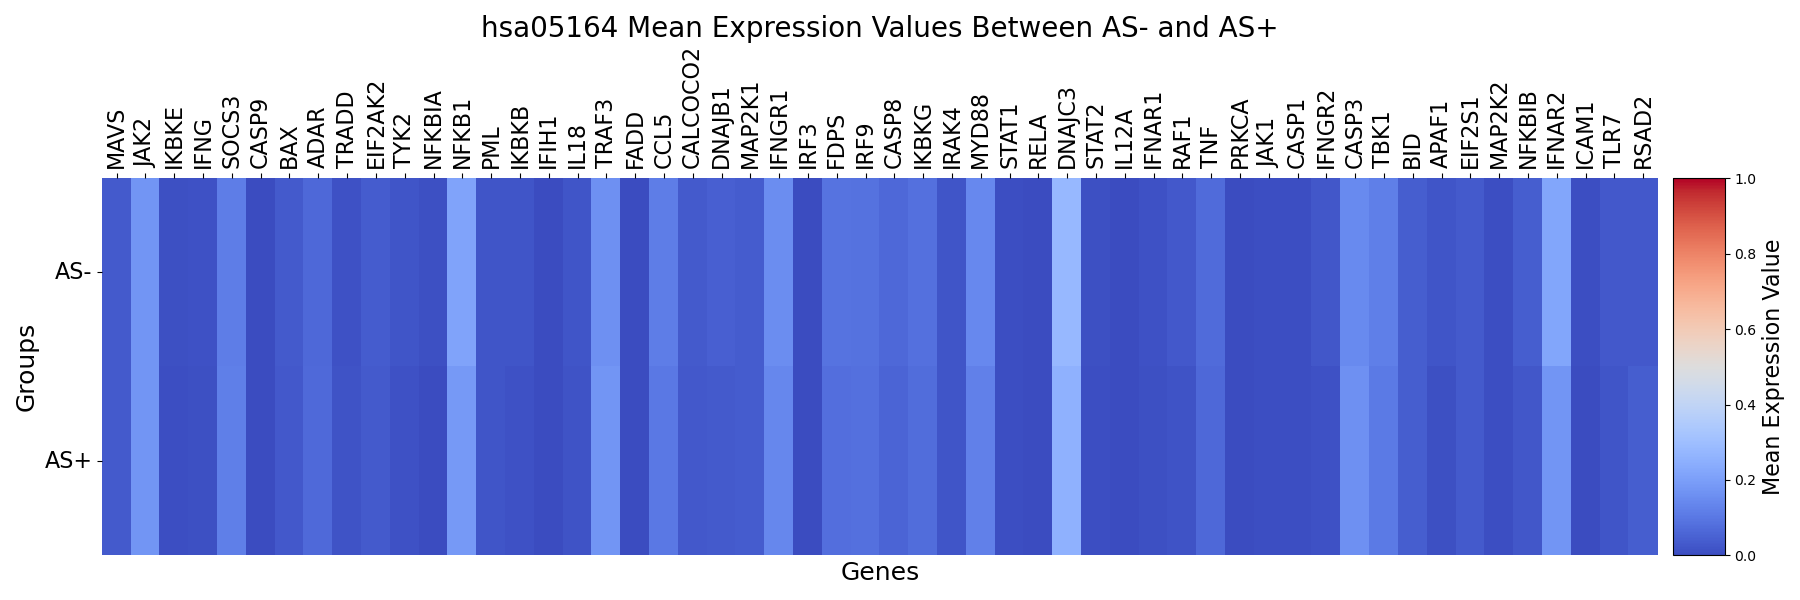 hsa05164 Mean Expression Values Between AS- and AS+
MAVS
JAK2
IKBKE
IFNG
SOCS3
CASP9
BAX
ADAR
TRADD
EIF2AK2
TYK2
NFKBIA
NFKB1
PML
IKBKB
IFIH1
IL18
TRAF3
FADD
CCL5
CALCOCO2
DNAJB1
MAP2K1
IFNGR1
IRF3
FDPS
IRF9
CASP8
IKBKG
IRAK4
MYD88
STAT1
RELA
DNAJC3
STAT2
IL12A
IFNAR1
RAF1
TNF
PRKCA
JAK1
CASP1
IFNGR2
CASP3
TBK1
BID
APAF1
EIF2S1
MAP2K2
NFKBIB
IFNAR2
ICAM1
TLR7
RSAD2
Groups
AS-
AS+
Genes
1.0
0.8
0.6
0.4
0.2
0.0
Mean Expression Value